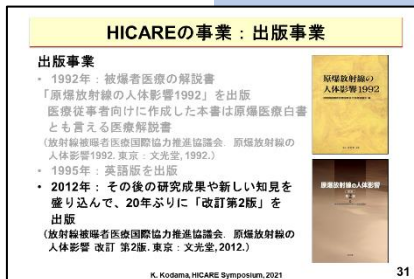 HICAREの事業：出版事業
出版事業
• 1992年：被爆者医療の解説書
「原爆放射線の人体影響1992」を出版
医療従事者向けに作成した本書は原爆医療白書
とも言える医療解説書
(放射線被曝者医療国際協力推進協議会. 原爆放射線の
人体影響1992. 東京：文光堂, 1992.)
• 1995年：英語版を出版
• 2012年：その後の研究成果や新しい知見を
盛り込んで、20年ぶりに「改訂第2版」を
出版
(放射線被曝者医療国際協力推進協議会. 原爆放射線の
人体影響 改訂 第2版. 東京：文光堂, 2012.)
原爆放射線の
人体影響1992
原爆放射線の人体影響
K. Kodama, HICARE Symposium, 2021
31